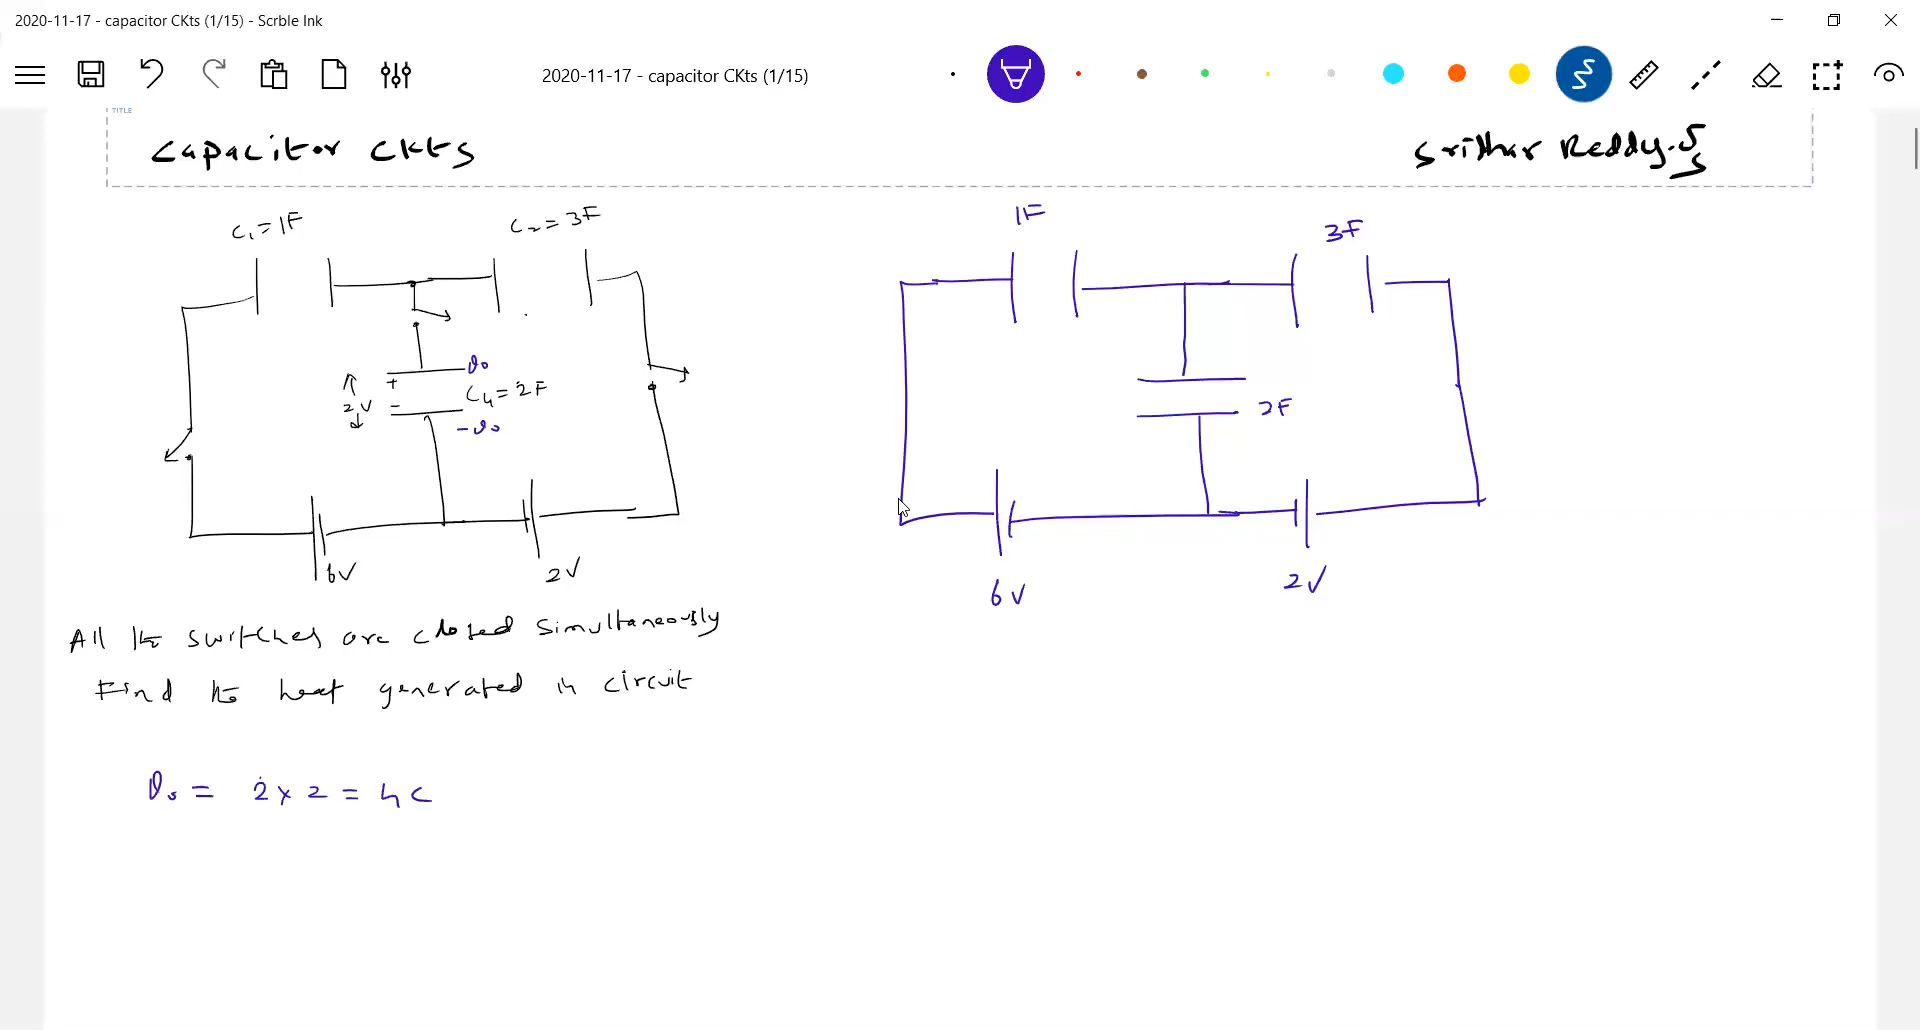 2020-11-17 - capacitor CKts (1/15) - Scrble Ink
2020-11-17 - capacitor CKts (1/15)
TITLE
Capacitor CKts
Srithar Reddy.S
C₁=1F
C₂=3F
1F
3F
+
-
2V
Q₀
C₄=2F
-Q₀
2F
6V
2V
6V
2V
All the switches are closed simultaneously
Find the heat generated in circuit
Q₀ = 2×2 = 4C